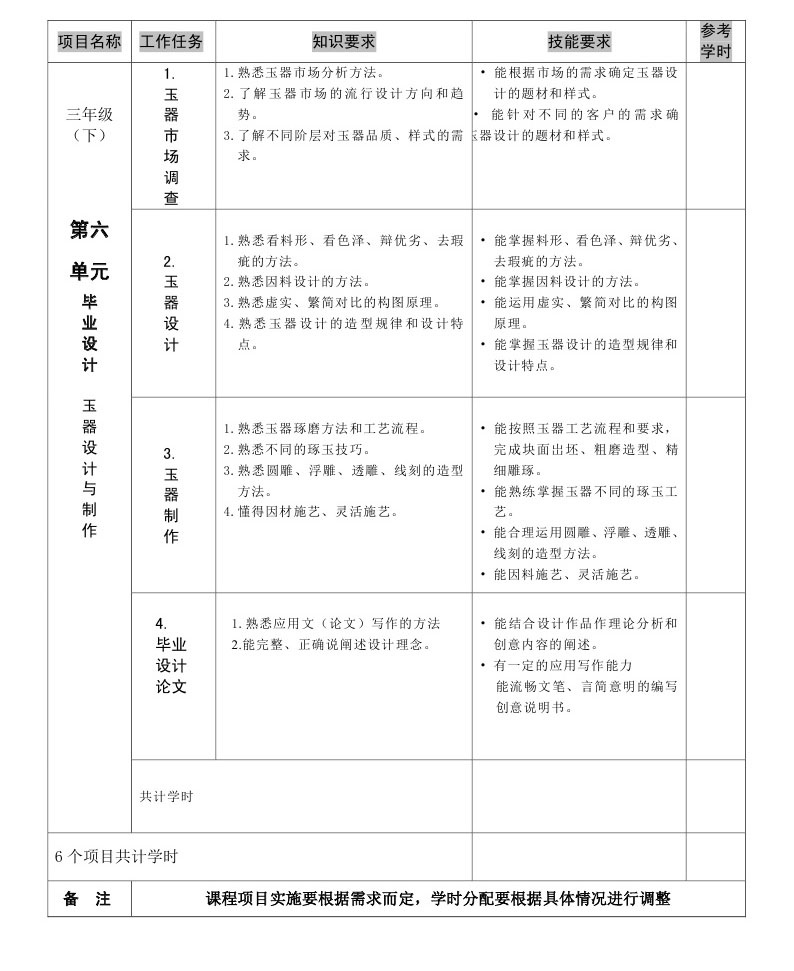 项目名称 工作任务 知识要求 技能要求 参考
学时
三年级
（下）
第六
单元
毕
业
设
计
玉
器
设
计
与
制
作
1.
玉
器
市
场
调
查
1. 熟悉玉器市场分析方法。
2. 了解玉器市场的流行设计方向和趋
势。
3. 了解不同阶层对玉器品质、样式的需
求。
• 能根据市场的需求确定玉器设
计的题材和样式。
• 能针对不同的客户的需求确
玉器设计的题材和样式。
2.
玉
器
设
计
1. 熟悉看料形、看色泽、辩优劣、去瑕
疵的方法。
2. 熟悉因料设计的方法。
3. 熟悉虚实、繁简对比的构图原理。
4. 熟悉玉器设计的造型规律和设计特
点。
• 能掌握料形、看色泽、辩优劣、
去瑕疵的方法。
• 能掌握因料设计的方法。
• 能运用虚实、繁简对比的构图
原理。
• 能掌握玉器设计的造型规律和
设计特点。
3.
玉
器
制
作
1. 熟悉玉器琢磨方法和工艺流程。
2. 熟悉不同的琢玉技巧。
3. 熟悉圆雕、浮雕、透雕、线刻的造型
方法。
4. 懂得因材施艺、灵活施艺。
• 能按照玉器工艺流程和要求，
完成块面出坯、粗磨造型、精
细雕琢。
• 能熟练掌握玉器不同的琢玉工
艺。
• 能合理运用圆雕、浮雕、透雕、
线刻的造型方法。
• 能因料施艺、灵活施艺。
4.
毕业
设计
论文
1. 熟悉应用文（论文）写作的方法
2.能完整、正确说阐述设计理念。
• 能结合设计作品作理论分析和
创意内容的阐述。
• 有一定的应用写作能力
能流畅文笔、言简意明的编写
创意说明书。
共计学时
6 个项目共计学时
备 注 课程项目实施要根据需求而定，学时分配要根据具体情况进行调整